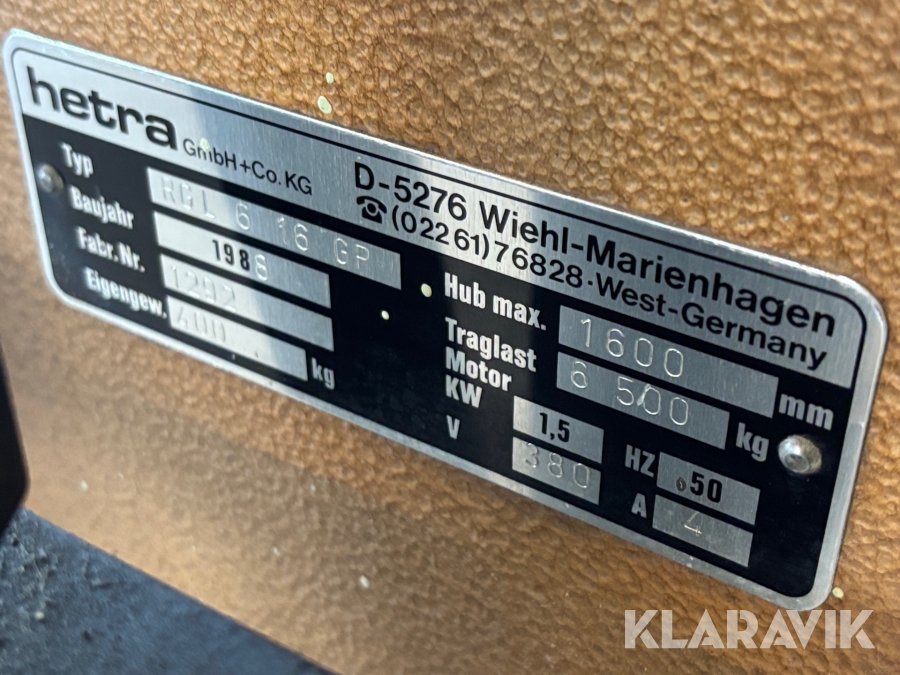 hetra GmbH+Co.KG
D-5276 Wiehl-Marienhagen
☎(02261)76828·West-Germany
Typ HGL 6 16 GP
Baujahr 1986
Fabr.Nr. 1292
Eigengew. 400 kg
Hub max. 1600 mm
Traglast 6 500 kg
Motor
KW 1,5 HZ 50
V 380 A 4
KLARAVIK